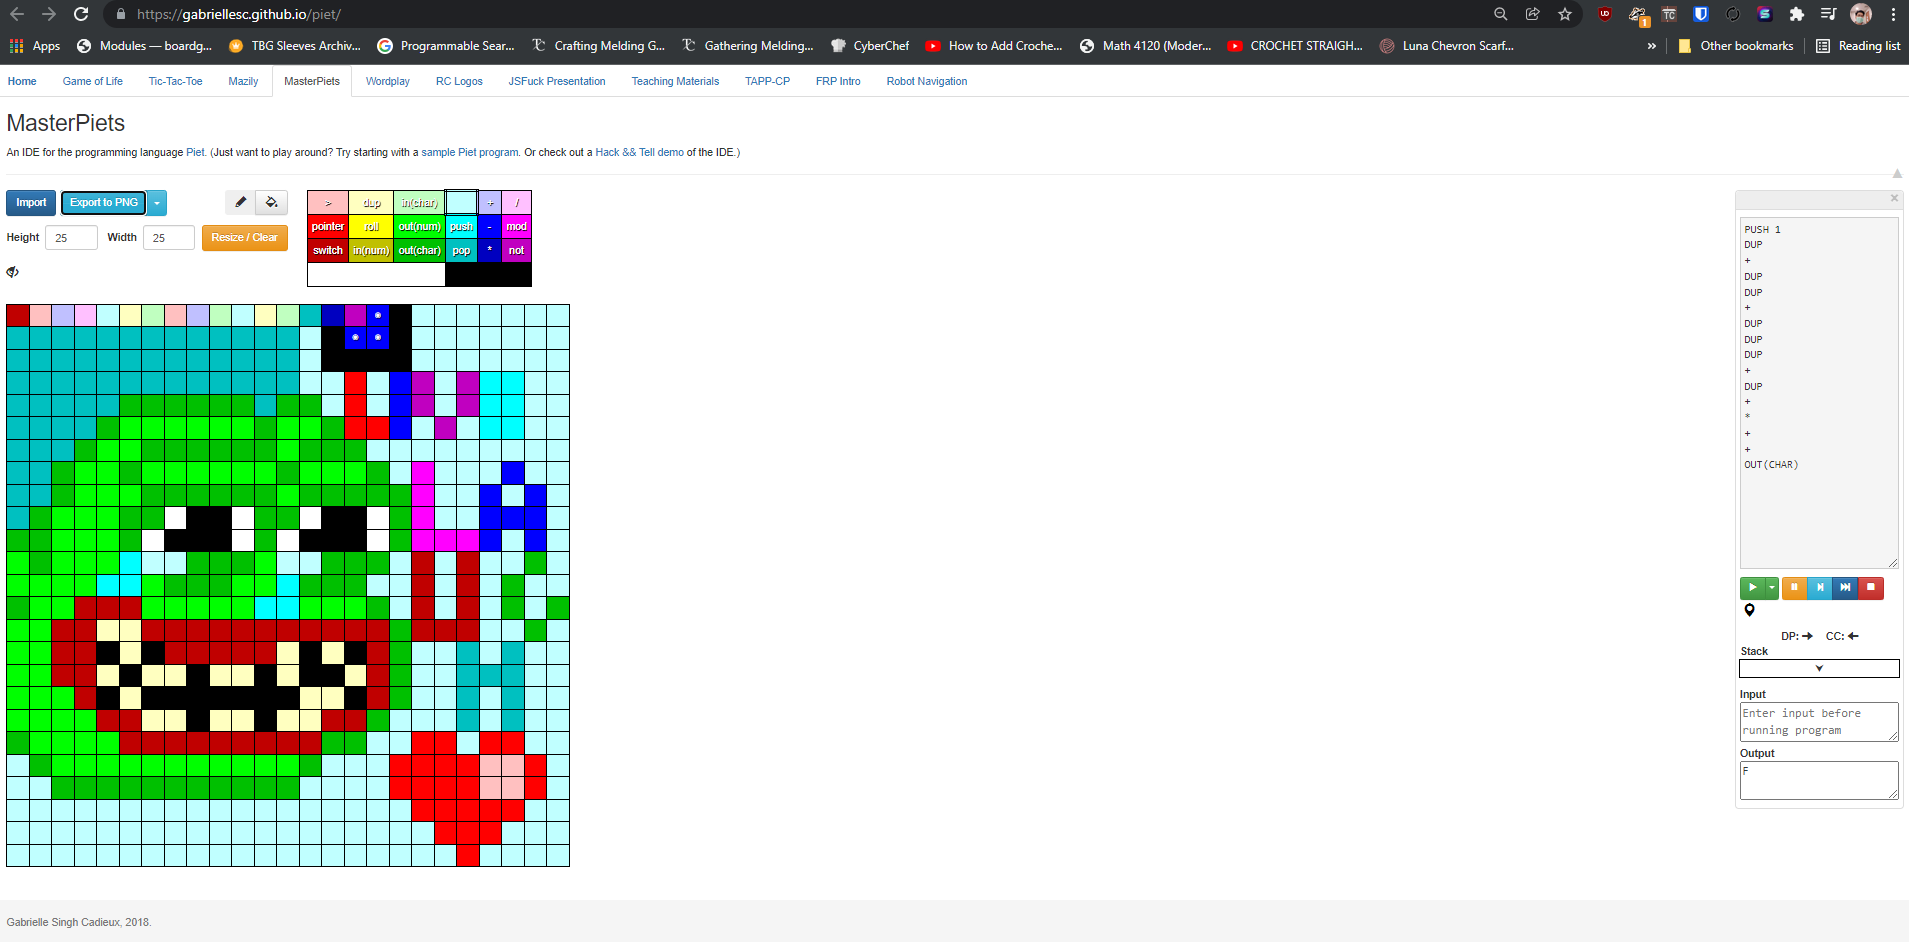 https://gabriellesc.github.io/piet/
1
Apps Modules — boardg... TBG Sleeves Archiv... Programmable Sear... Crafting Melding G... Gathering Melding... CyberChef How to Add Croche... Math 4120 (Moder... CROCHET STRAIGH... Luna Chevron Scarf... » Other bookmarks Reading list
Home Game of Life Tic-Tac-Toe Mazily MasterPiets Wordplay RC Logos JSFuck Presentation Teaching Materials TAPP-CP FRP Intro Robot Navigation
MasterPiets
An IDE for the programming language Piet. (Just want to play around? Try starting with a sample Piet program. Or check out a Hack && Tell demo of the IDE.)
Import Export to PNG
Height 25 Width 25 Resize / Clear
> dup in(char) + /
pointer roll out(num) push - mod
switch in(num) out(char) pop * not
PUSH 1
DUP
+
DUP
DUP
+
DUP
DUP
DUP
+
DUP
+
*
+
+
OUT(CHAR)
DP: CC:
Stack
Input
Enter input before
running program
Output
F
Gabrielle Singh Cadieux, 2018.